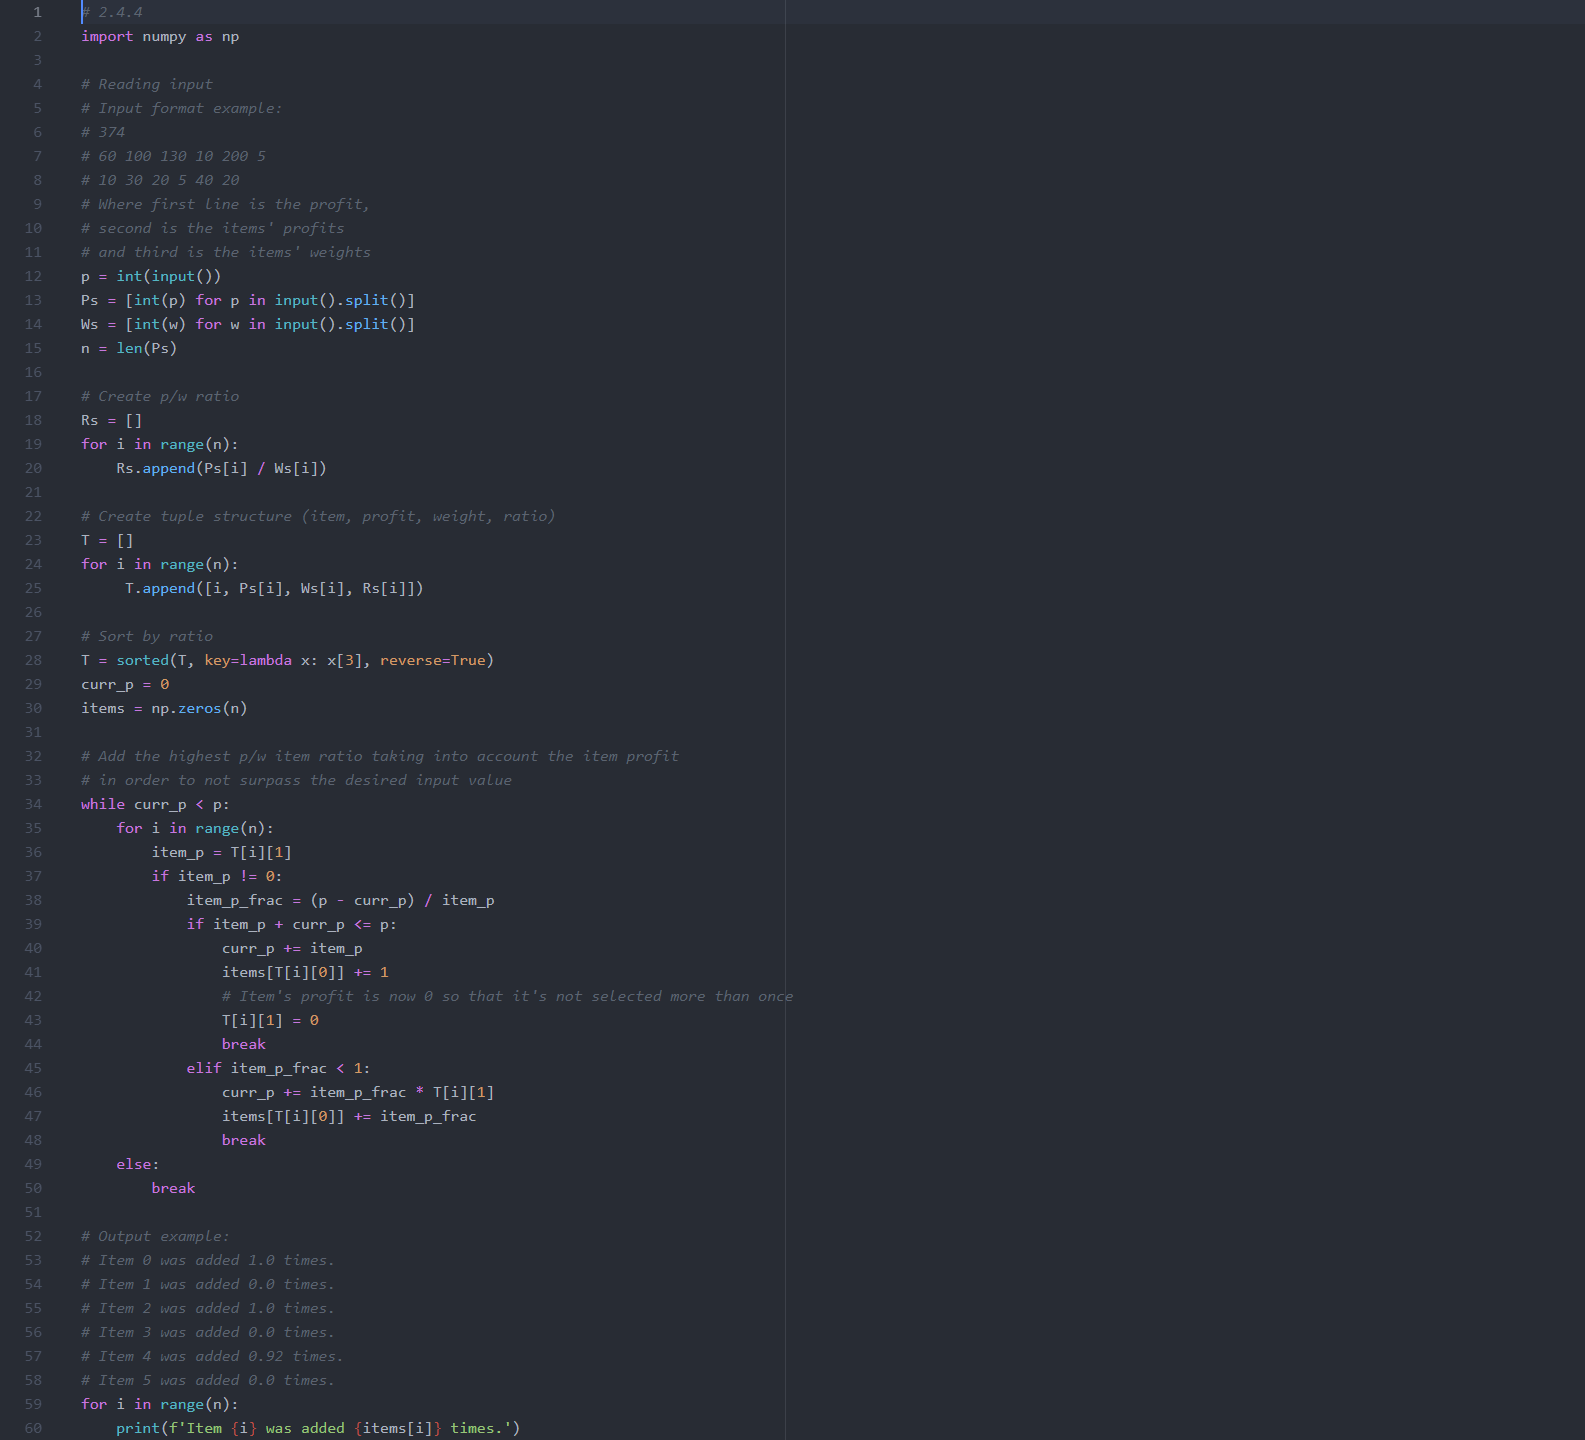 1 # 2.4.4
2 import numpy as np
3
4 # Reading input
5 # Input format example:
6 # 374
7 # 60 100 130 10 200 5
8 # 10 30 20 5 40 20
9 # Where first line is the profit,
10 # second is the items' profits
11 # and third is the items' weights
12 p = int(input())
13 Ps = [int(p) for p in input().split()]
14 Ws = [int(w) for w in input().split()]
15 n = len(Ps)
16
17 # Create p/w ratio
18 Rs = []
19 for i in range(n):
20     Rs.append(Ps[i] / Ws[i])
21
22 # Create tuple structure (item, profit, weight, ratio)
23 T = []
24 for i in range(n):
25      T.append([i, Ps[i], Ws[i], Rs[i]])
26
27 # Sort by ratio
28 T = sorted(T, key=lambda x: x[3], reverse=True)
29 curr_p = 0
30 items = np.zeros(n)
31
32 # Add the highest p/w item ratio taking into account the item profit
33 # in order to not surpass the desired input value
34 while curr_p < p:
35     for i in range(n):
36         item_p = T[i][1]
37         if item_p != 0:
38             item_p_frac = (p - curr_p) / item_p
39             if item_p + curr_p <= p:
40                 curr_p += item_p
41                 items[T[i][0]] += 1
42                 # Item's profit is now 0 so that it's not selected more than once
43                 T[i][1] = 0
44                 break
45             elif item_p_frac < 1:
46                 curr_p += item_p_frac * T[i][1]
47                 items[T[i][0]] += item_p_frac
48                 break
49     else:
50         break
51
52 # Output example:
53 # Item 0 was added 1.0 times.
54 # Item 1 was added 0.0 times.
55 # Item 2 was added 1.0 times.
56 # Item 3 was added 0.0 times.
57 # Item 4 was added 0.92 times.
58 # Item 5 was added 0.0 times.
59 for i in range(n):
60     print(f'Item {i} was added {items[i]} times.')